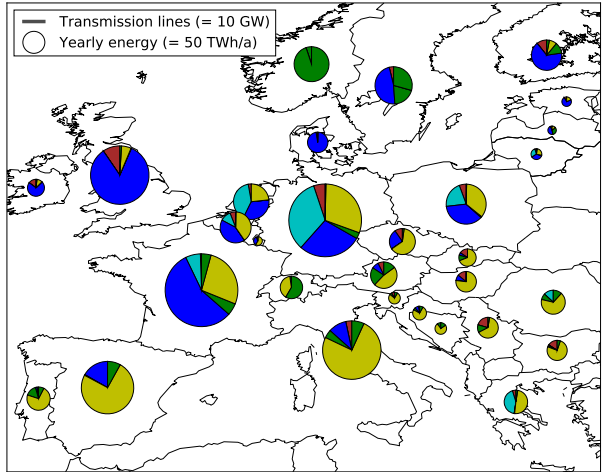 Transmission lines (= 10 GW)
Yearly energy (= 50 TWh/a)